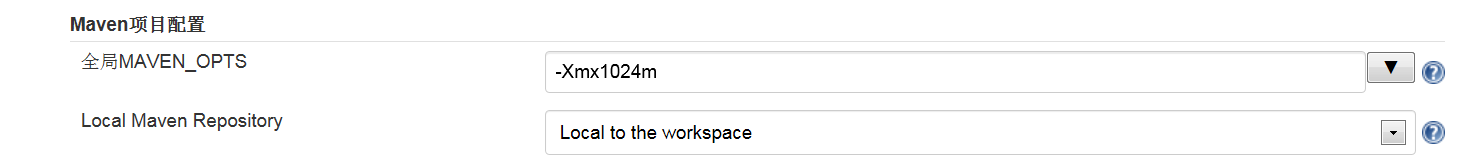 Maven项目配置
全局MAVEN_OPTS
-Xmx1024m
Local Maven Repository
Local to the workspace